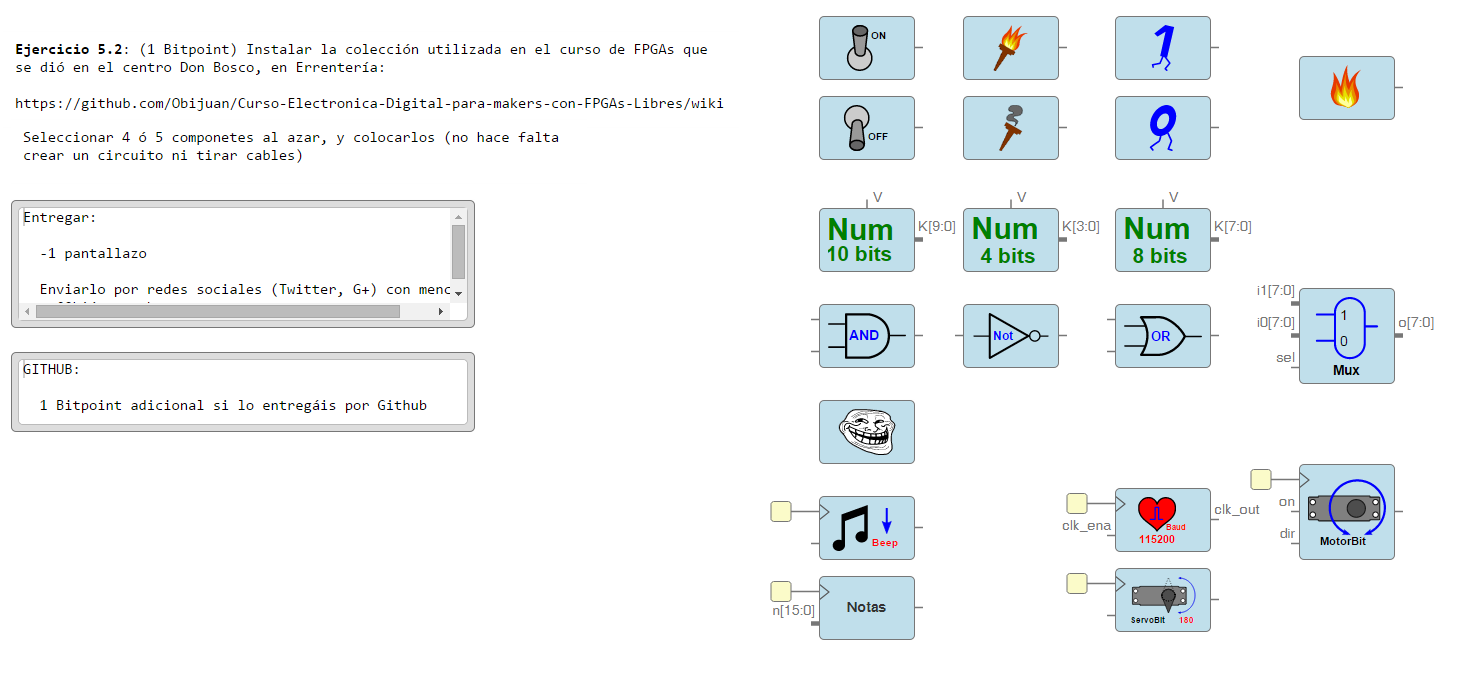 Ejercicio 5.2: (1 Bitpoint) Instalar la colección utilizada en el curso de FPGAs que
se dió en el centro Don Bosco, en Errentería:
https://github.com/Obijuan/Curso-Electronica-Digital-para-makers-con-FPGAs-Libres/wiki
Seleccionar 4 ó 5 componetes al azar, y colocarlos (no hace falta
crear un circuito ni tirar cables)
Entregar:
-1 pantallazo
Enviarlo por redes sociales (Twitter, G+) con menc
GITHUB:
1 Bitpoint adicional si lo entregáis por Github
ON
1
OFF
0
V
V
V
Num
10 bits
K[9:0]
Num
4 bits
K[3:0]
Num
8 bits
K[7:0]
AND
Not
OR
i1[7:0]
i0[7:0]
sel
1
0
Mux
o[7:0]
Beep
clk_ena
Baud
115200
clk_out
on
dir
MotorBit
n[15:0]
Notas
ServoBit
180